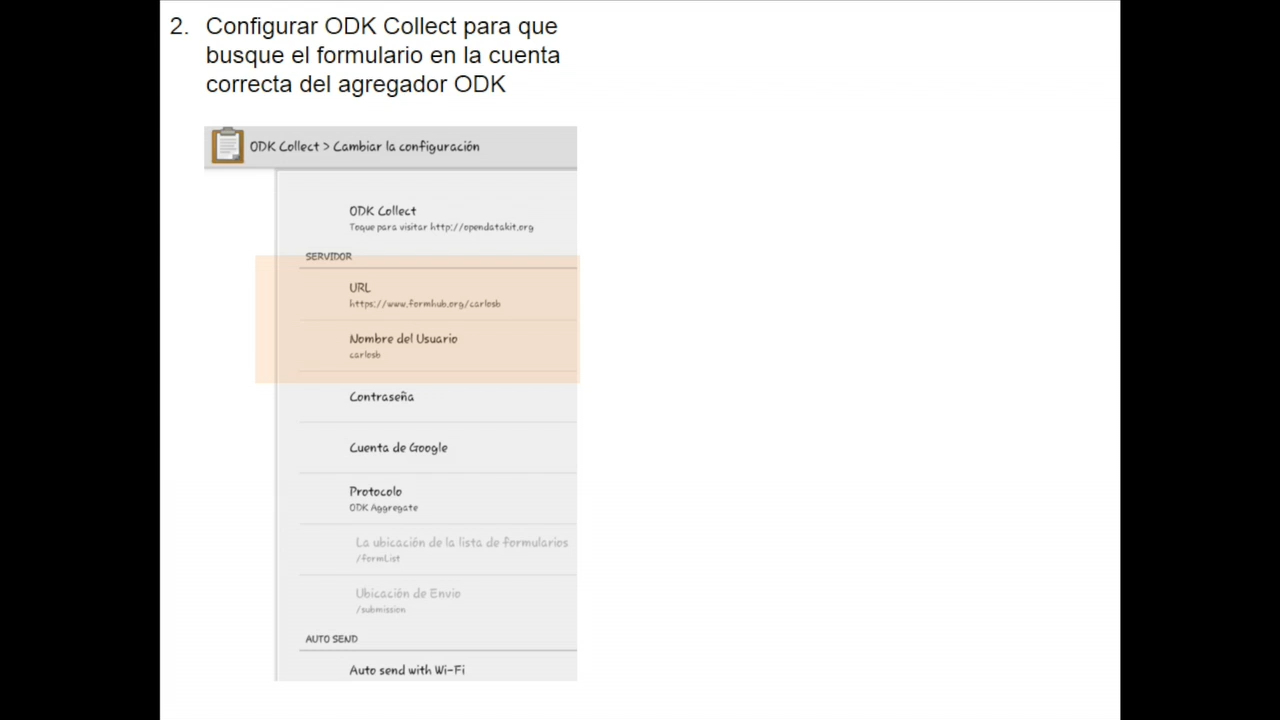 2. Configurar ODK Collect para que
busque el formulario en la cuenta
correcta del agregador ODK
ODK Collect > Cambiar la configuración
ODK Collect
Toque para visitar http://opendatakit.org
SERVIDOR
URL
https://www.formhub.org/carlosb
Nombre del Usuario
carlosb
Contraseña
Cuenta de Google
Protocolo
ODK Aggregate
La ubicación de la lista de formularios
/formList
Ubicación de Envio
/submission
AUTO SEND
Auto send with Wi-Fi